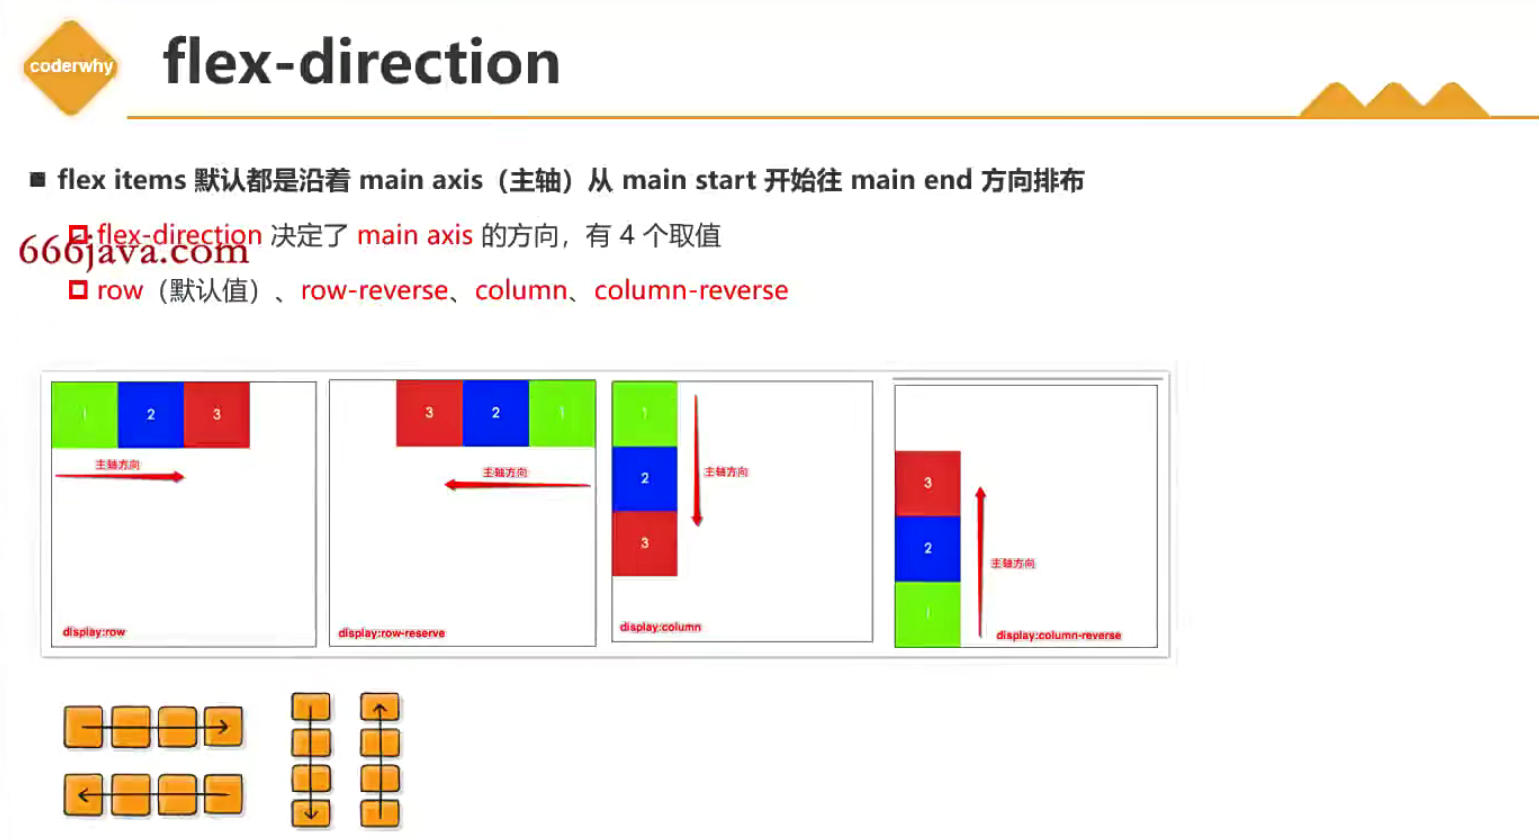 coderwhy
flex-direction
flex items 默认都是沿着 main axis（主轴）从 main start 开始往 main end 方向排布
flex-direction 决定了 main axis 的方向，有 4 个取值
666java.com
row（默认值）、row-reverse、column、column-reverse
1 2 3
主轴方向
display:row
3 2 1
主轴方向
display:row-reserve
1
2
3
主轴方向
display:column
3
2
1
主轴方向
display:column-reverse